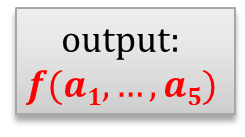 output:
f(a₁, ..., a₅)